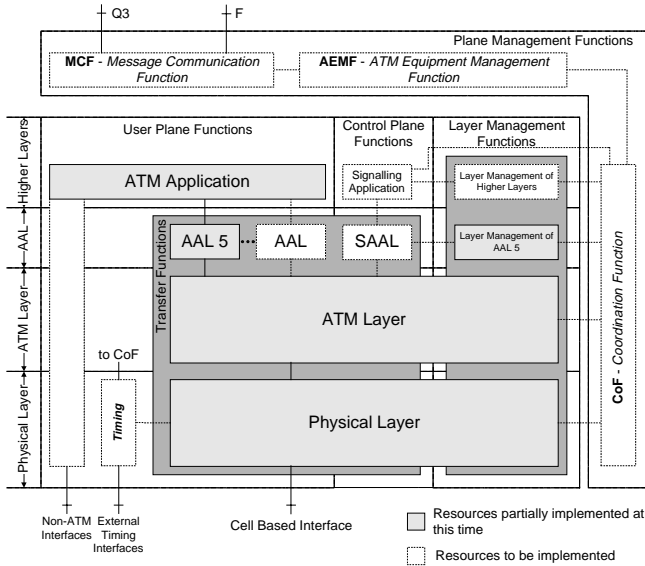 Q3
F
Plane Management Functions
MCF - Message Communication
Function
AEMF - ATM Equipment Management
Function
User Plane Functions
Control Plane
Functions
Layer Management
Functions
Higher Layers
ATM Application
Signalling
Application
Layer Management of
Higher Layers
AAL
Transfer Functions
AAL 5
AAL
SAAL
Layer Management of
AAL 5
CoF - Coordination Function
ATM Layer
ATM Layer
to CoF
Physical Layer
Timing
Physical Layer
Non-ATM
Interfaces
External
Timing
Interfaces
Cell Based Interface
Resources partially implemented at
this time
Resources to be implemented